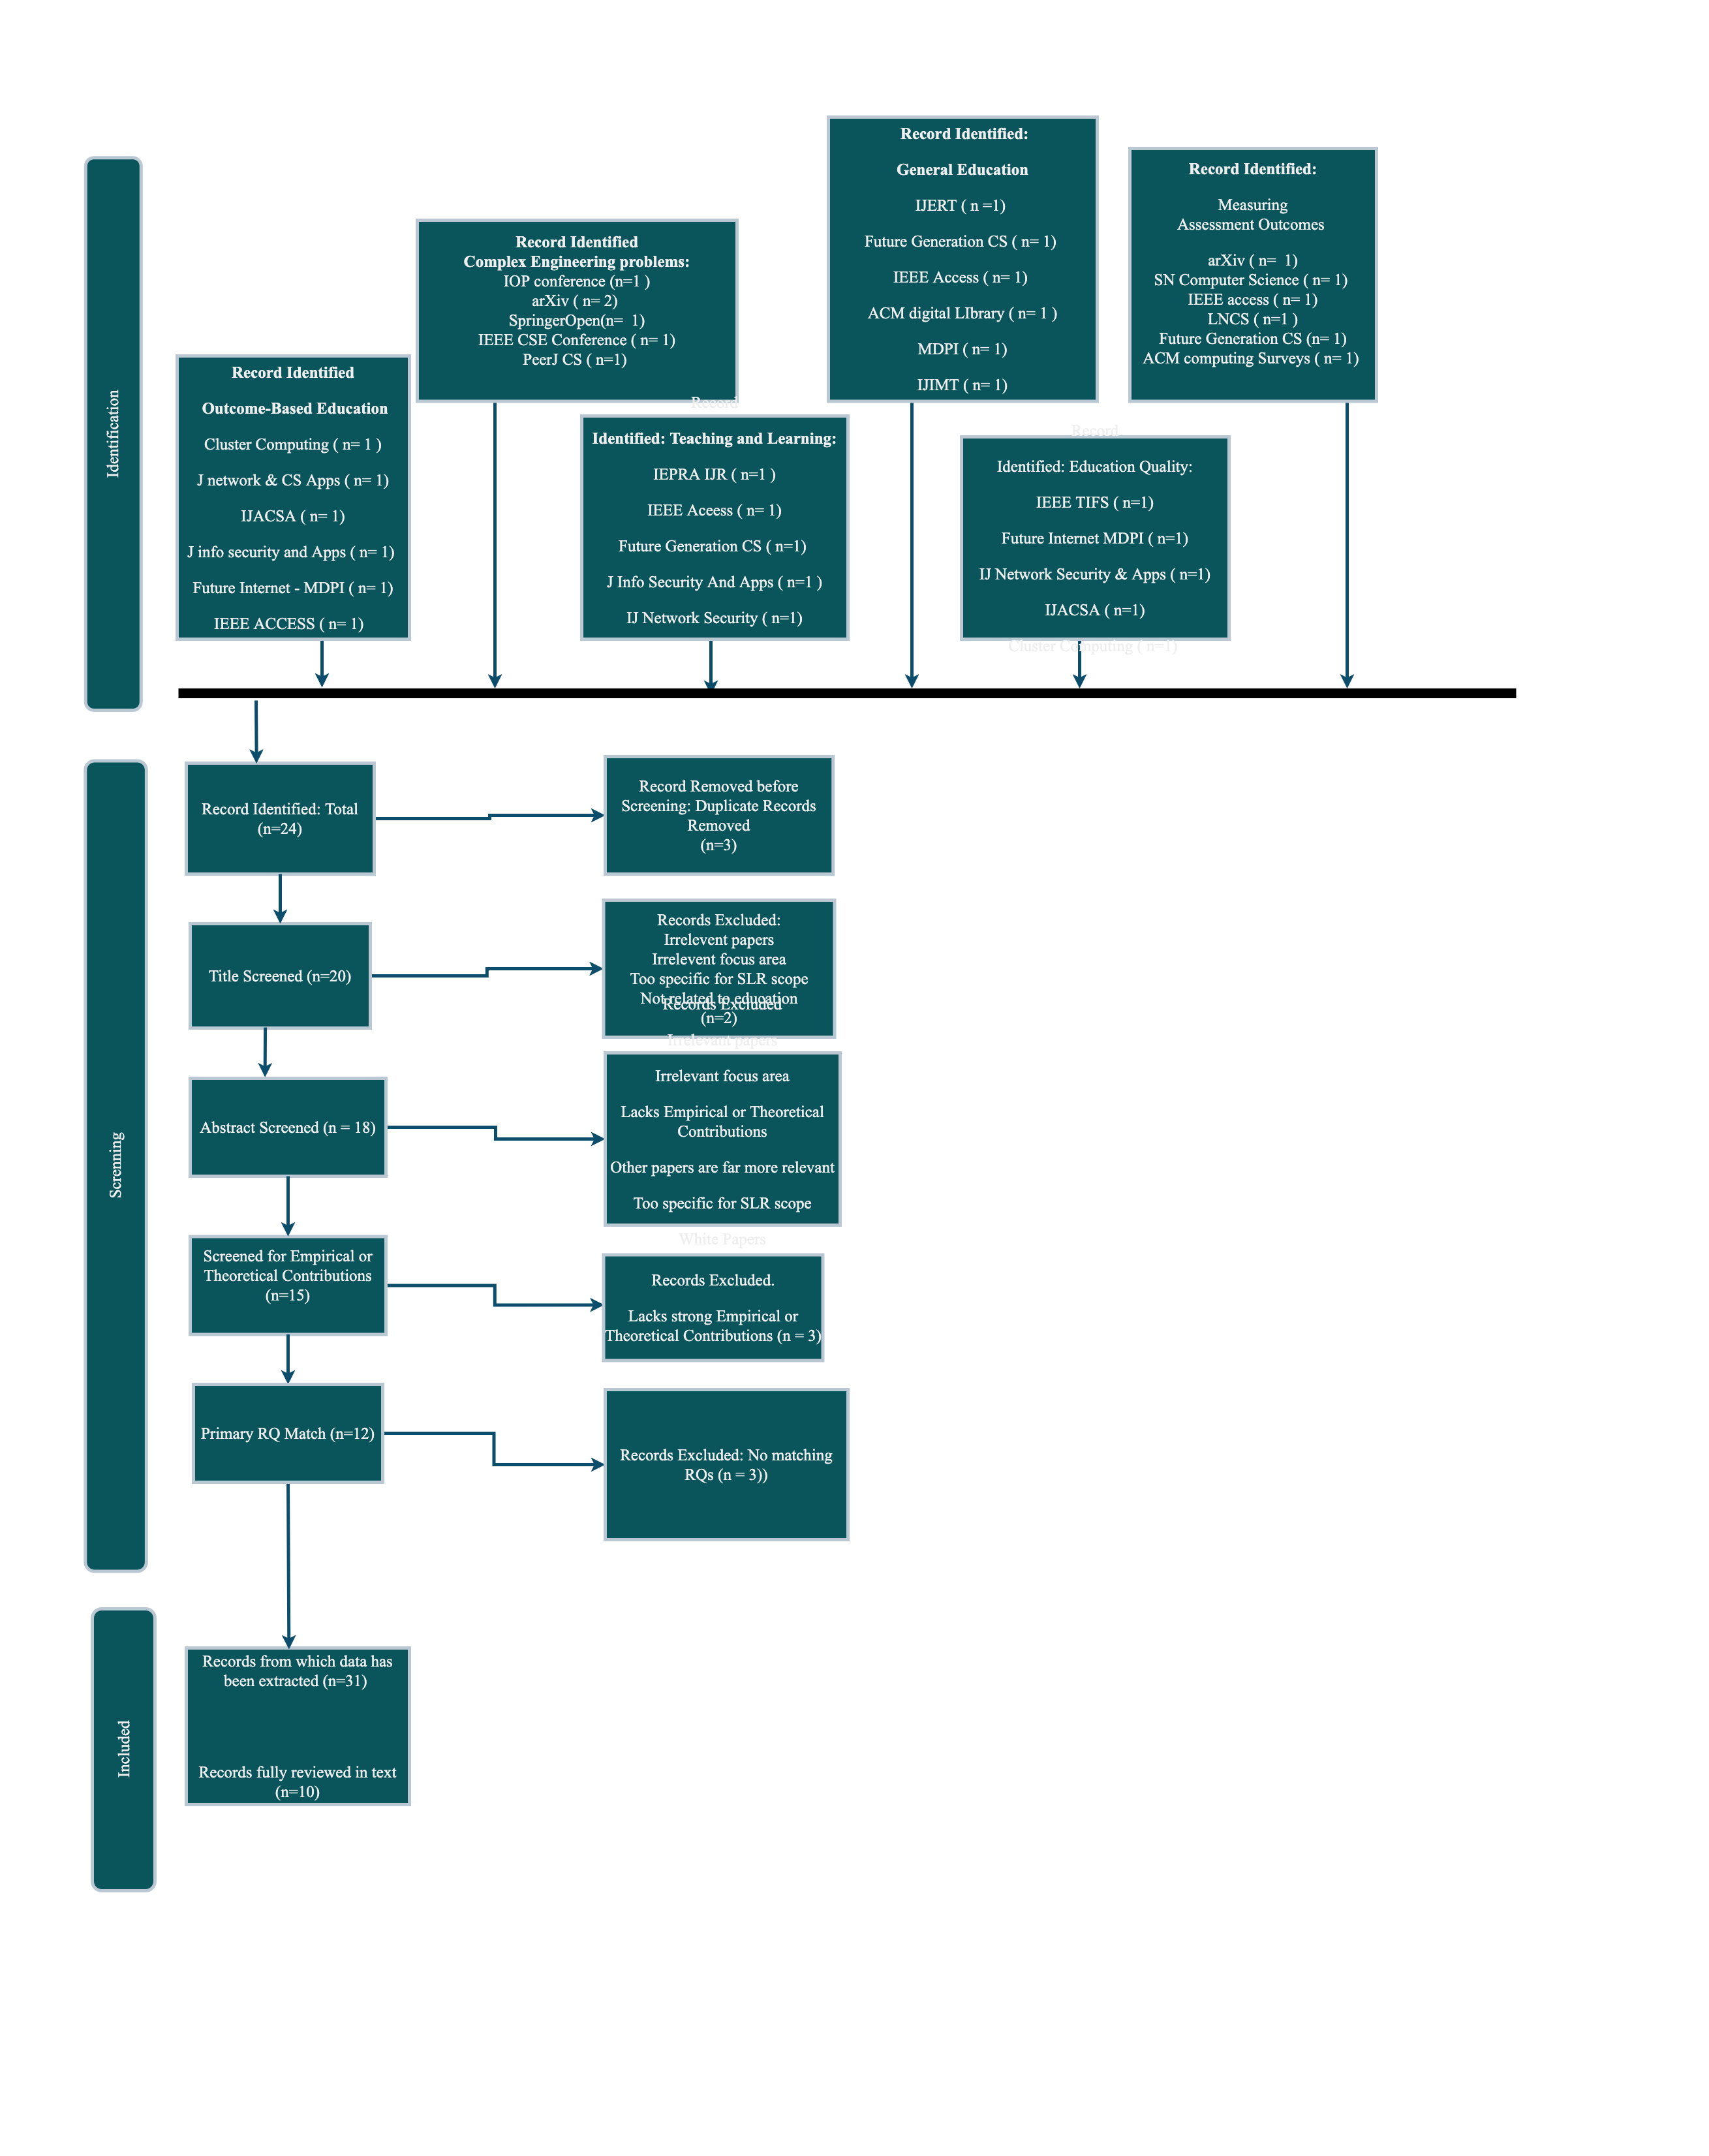 Identification
Record Identified
Outcome-Based Education
Cluster Computing ( n= 1 )
J network & CS Apps ( n= 1)
IJACSA ( n= 1)
J info security and Apps ( n= 1)
Future Internet - MDPI ( n= 1)
IEEE ACCESS ( n= 1)
Record Identified
Complex Engineering problems:
IOP conference (n=1 )
arXiv ( n= 2)
SpringerOpen(n=  1)
IEEE CSE Conference ( n= 1)
PeerJ CS ( n=1)
Record
Identified: Teaching and Learning:
IEPRA IJR ( n=1 )
IEEE Aceess ( n= 1)
Future Generation CS ( n=1)
J Info Security And Apps ( n=1 )
IJ Network Security ( n=1)
Record Identified:
General Education
IJERT ( n =1)
Future Generation CS ( n= 1)
IEEE Access ( n= 1)
ACM digital LIbrary ( n= 1 )
MDPI ( n= 1)
IJIMT ( n= 1)
Record
Identified: Education Quality:
IEEE TIFS ( n=1)
Future Internet MDPI ( n=1)
IJ Network Security & Apps ( n=1)
IJACSA ( n=1)
Cluster Computing ( n=1)
Record Identified:
Measuring
Assessment Outcomes
arXiv ( n=  1)
SN Computer Science ( n= 1)
IEEE access ( n= 1)
LNCS ( n=1 )
Future Generation CS (n= 1)
ACM computing Surveys ( n= 1)
Screnning
Record Identified: Total
(n=24)
Record Removed before
Screening: Duplicate Records
Removed
(n=3)
Title Screened (n=20)
Records Excluded:
Irrelevent papers
Irrelevent focus area
Too specific for SLR scope
Not related to education
(n=2)
Abstract Screened (n = 18)
Records Excluded
Irrelevant papers
Irrelevant focus area
Lacks Empirical or Theoretical
Contributions
Other papers are far more relevant
Too specific for SLR scope
White Papers
Screened for Empirical or
Theoretical Contributions
(n=15)
Records Excluded.
Lacks strong Empirical or
Theoretical Contributions (n = 3)
Primary RQ Match (n=12)
Records Excluded: No matching
RQs (n = 3))
Included
Records from which data has
been extracted (n=31)
Records fully reviewed in text
(n=10)